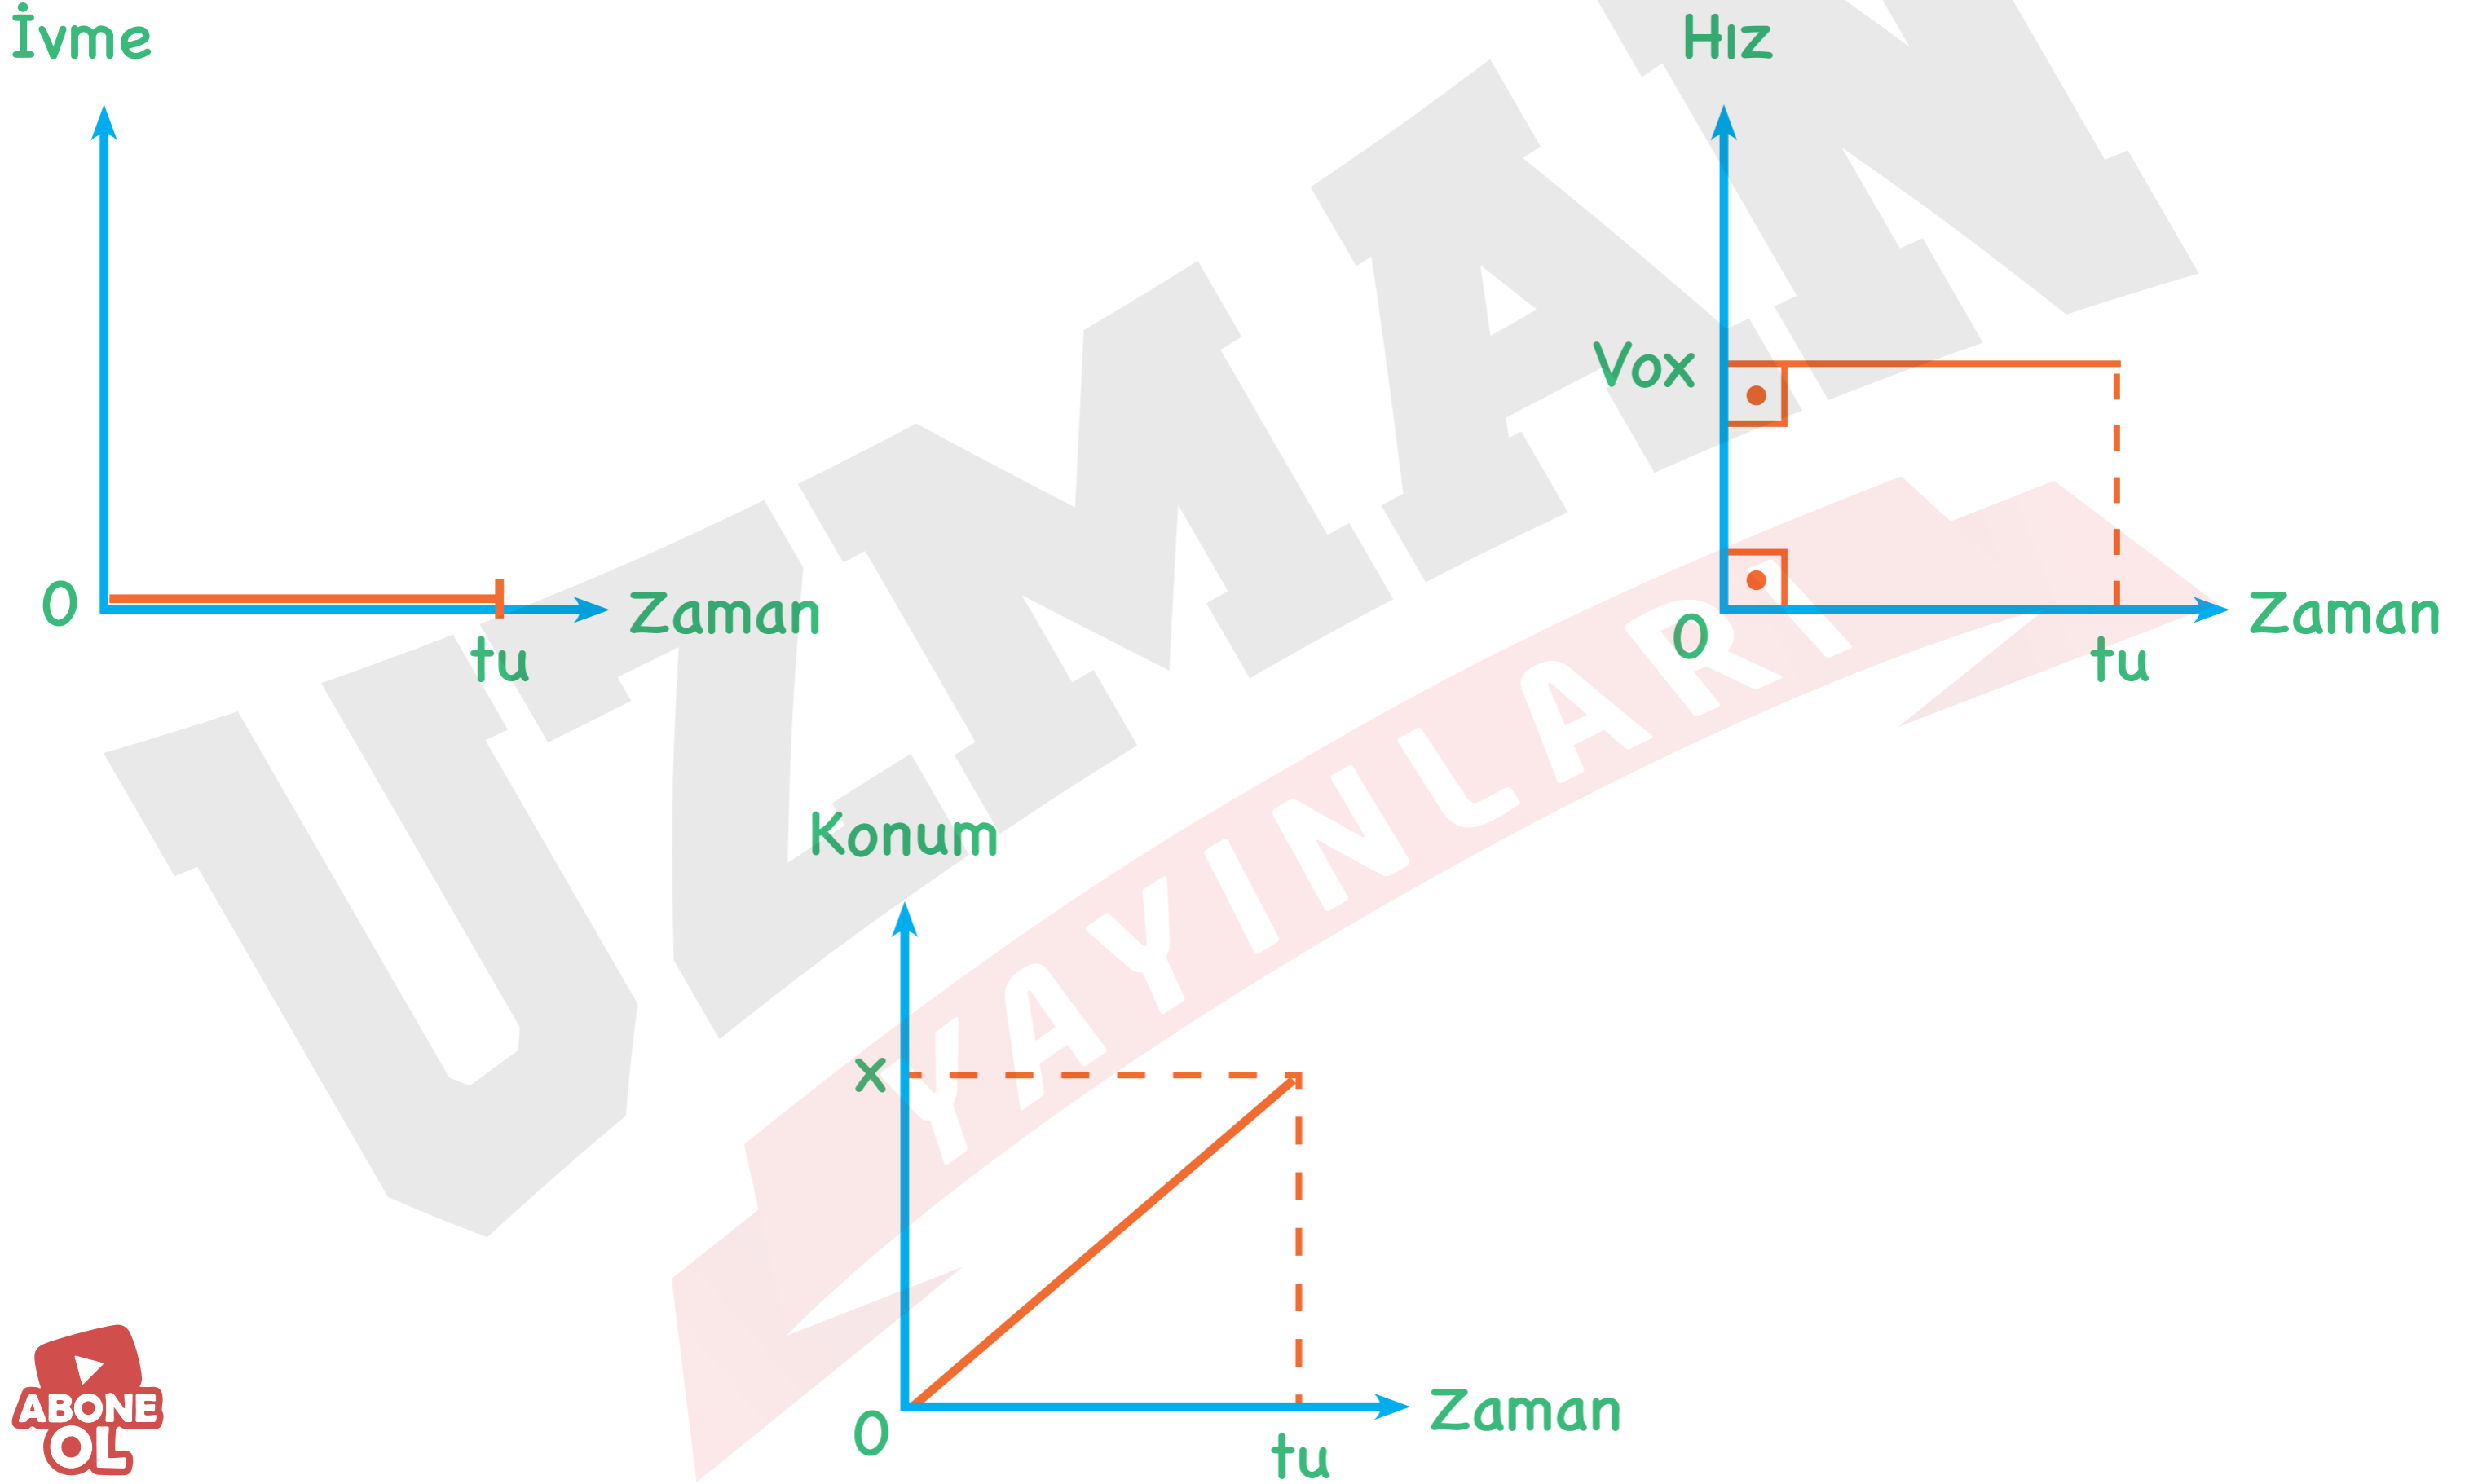 İvme
0
tu
Zaman
Hız
Vox
0
tu
Zaman
Konum
x
0
tu
Zaman
UZMAN
YAYINLARI
ABONE
OL